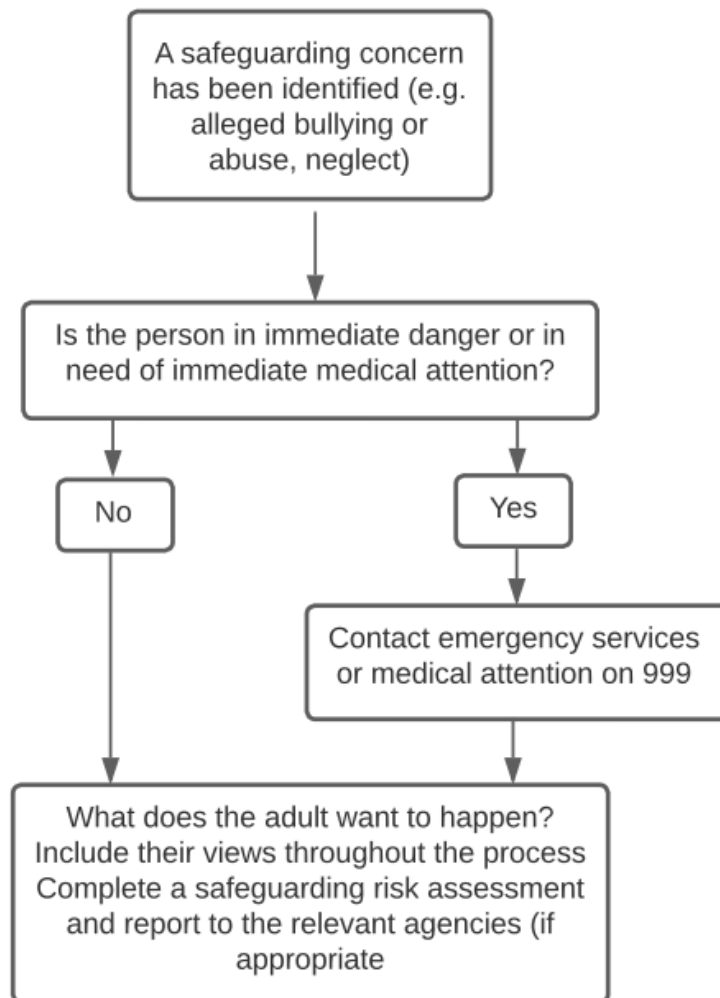 A safeguarding concern
has been identified (e.g.
alleged bullying or
abuse, neglect)
Is the person in immediate danger or in
need of immediate medical attention?
No
Yes
Contact emergency services
or medical attention on 999
What does the adult want to happen?
Include their views throughout the process
Complete a safeguarding risk assessment
and report to the relevant agencies (if
appropriate